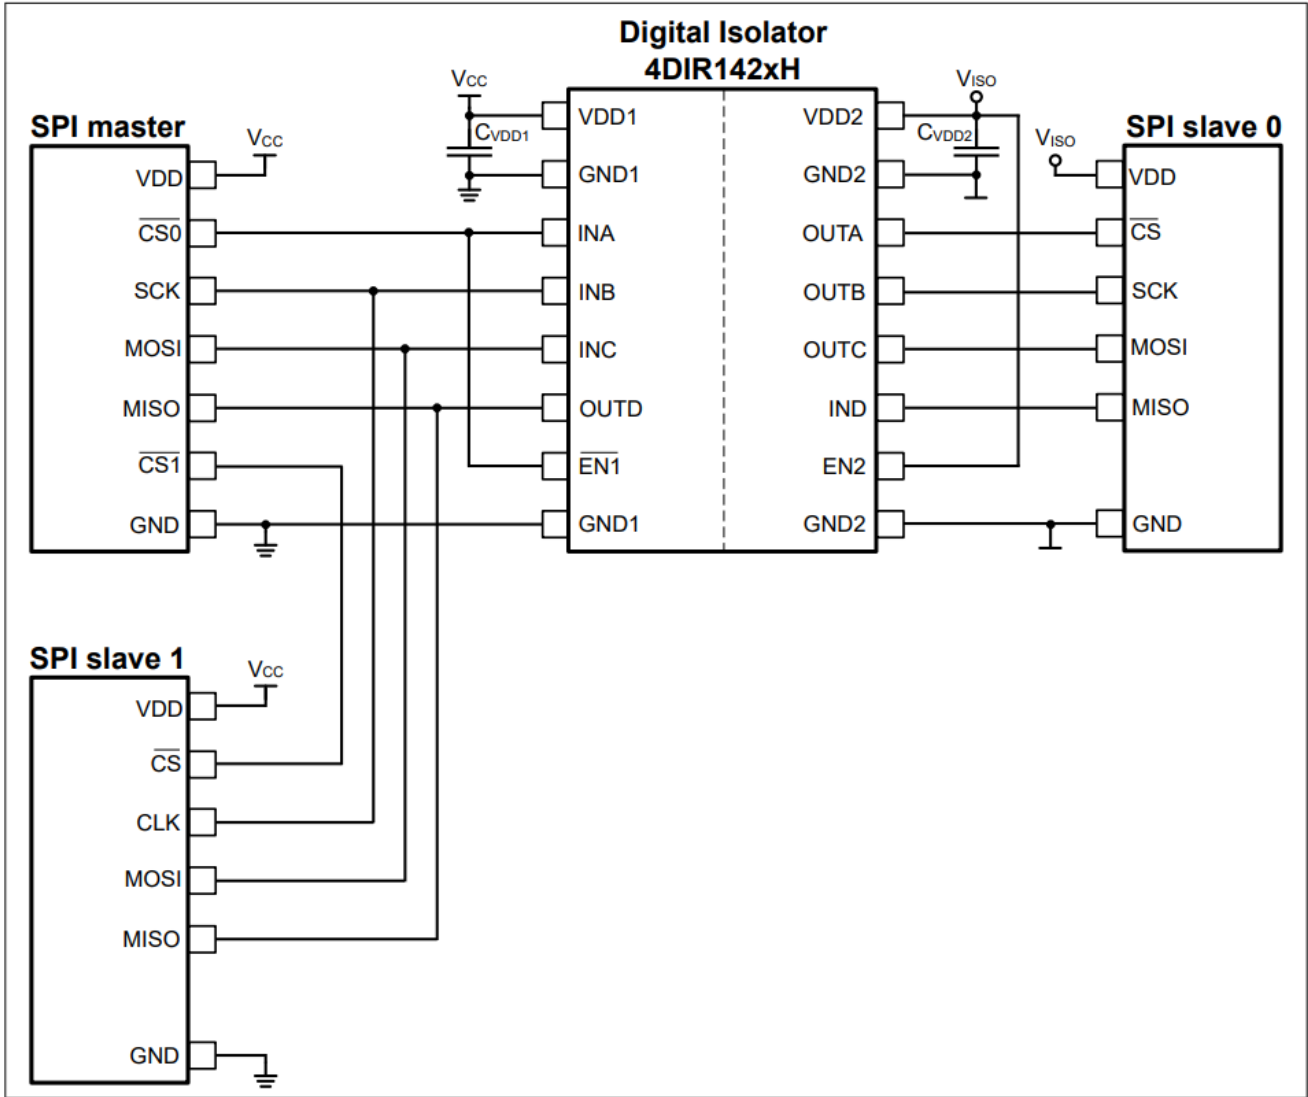 Digital Isolator
4DIR142xH
SPI master
VCC
VDD
CS0
SCK
MOSI
MISO
CS1
GND
VCC
CVDD1
VDD1
GND1
INA
INB
INC
OUTD
EN1
GND1
VDD2
GND2
OUTA
OUTB
OUTC
IND
EN2
GND2
VISO
CVDD2
SPI slave 0
VISO
VDD
CS
SCK
MOSI
MISO
GND
SPI slave 1
VCC
VDD
CS
CLK
MOSI
MISO
GND